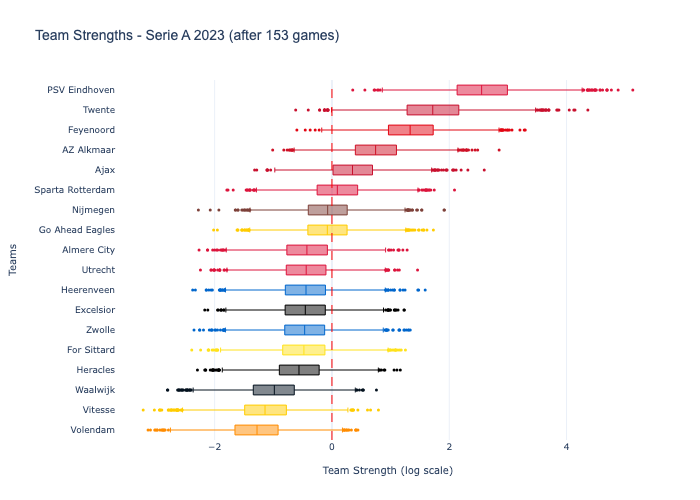 Team Strengths - Serie A 2023 (after 153 games)
PSV Eindhoven
Twente
Feyenoord
AZ Alkmaar
Ajax
Sparta Rotterdam
Nijmegen
Go Ahead Eagles
Almere City
Utrecht
Heerenveen
Excelsior
Zwolle
For Sittard
Heracles
Waalwijk
Vitesse
Volendam
Teams
−2 0 2 4
Team Strength (log scale)